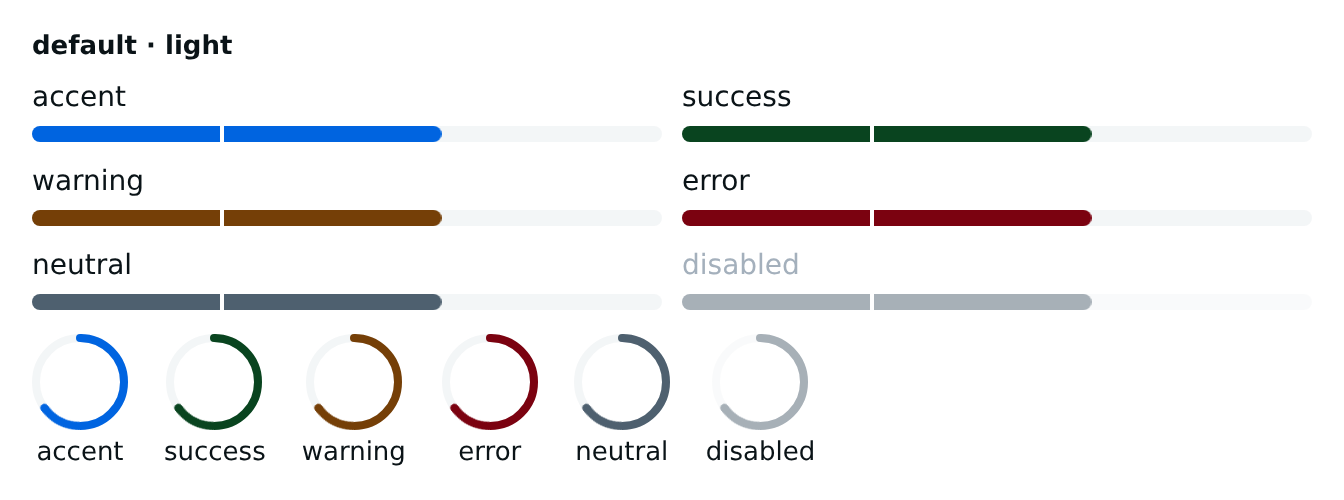 default · light
accent
success
warning
error
neutral
disabled
accent success warning error neutral disabled